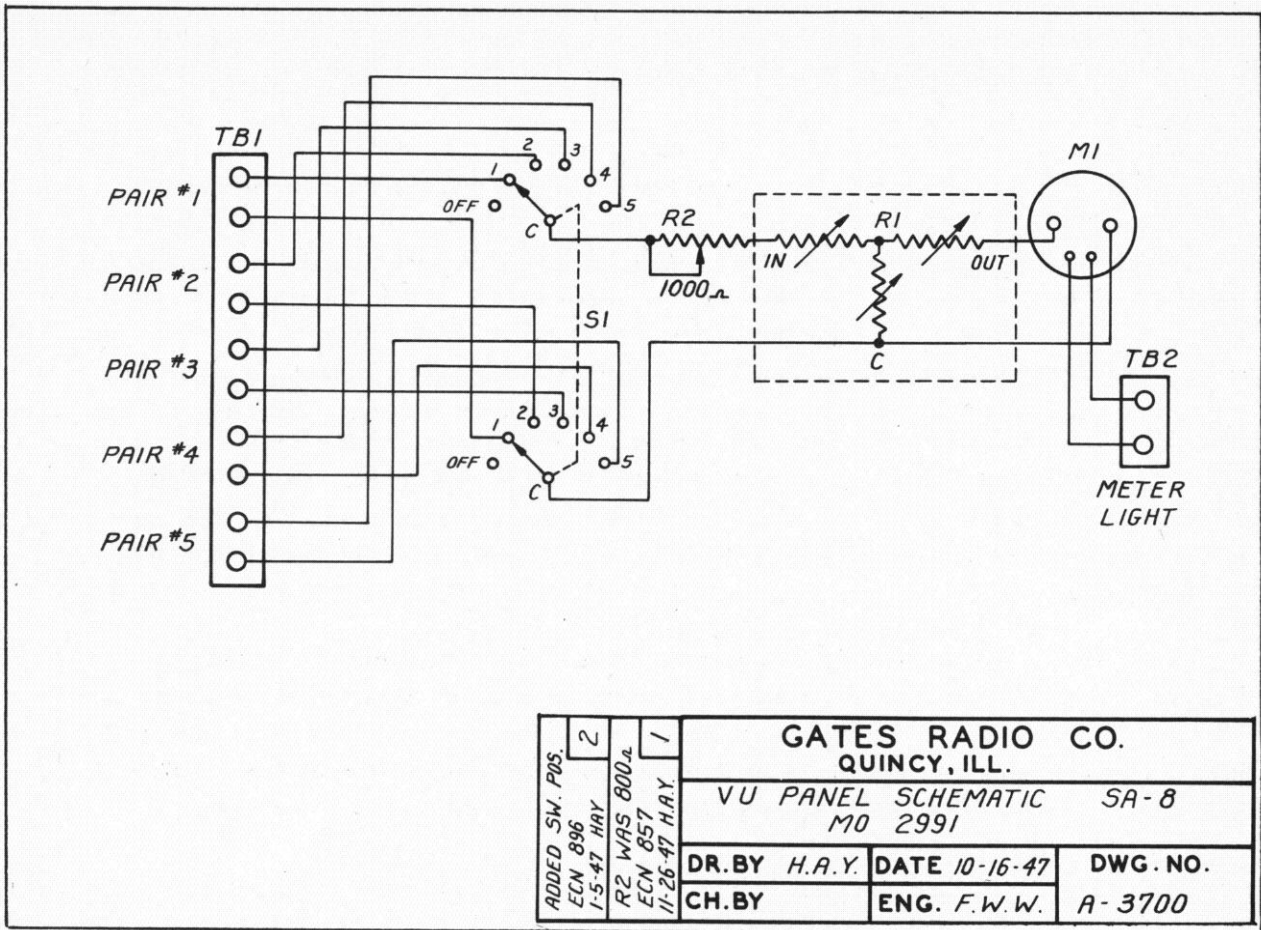 TB1
PAIR #1
PAIR #2
PAIR #3
PAIR #4
PAIR #5
OFF
1
2
3
4
5
C
S1
OFF
1
2
3
4
5
C
R2
1000Ω
IN
R1
OUT
C
M1
TB2
METER
LIGHT
ADDED SW. POS.
ECN 896
1-5-47 HAY
2
R2 WAS 800Ω
ECN 857
11-26-47 H.A.Y.
1
GATES RADIO CO.
QUINCY, ILL.
VU PANEL SCHEMATIC SA-8
MO 2991
DR.BY H.A.Y. DATE 10-16-47 DWG. NO.
CH.BY ENG. F.W.W. A-3700